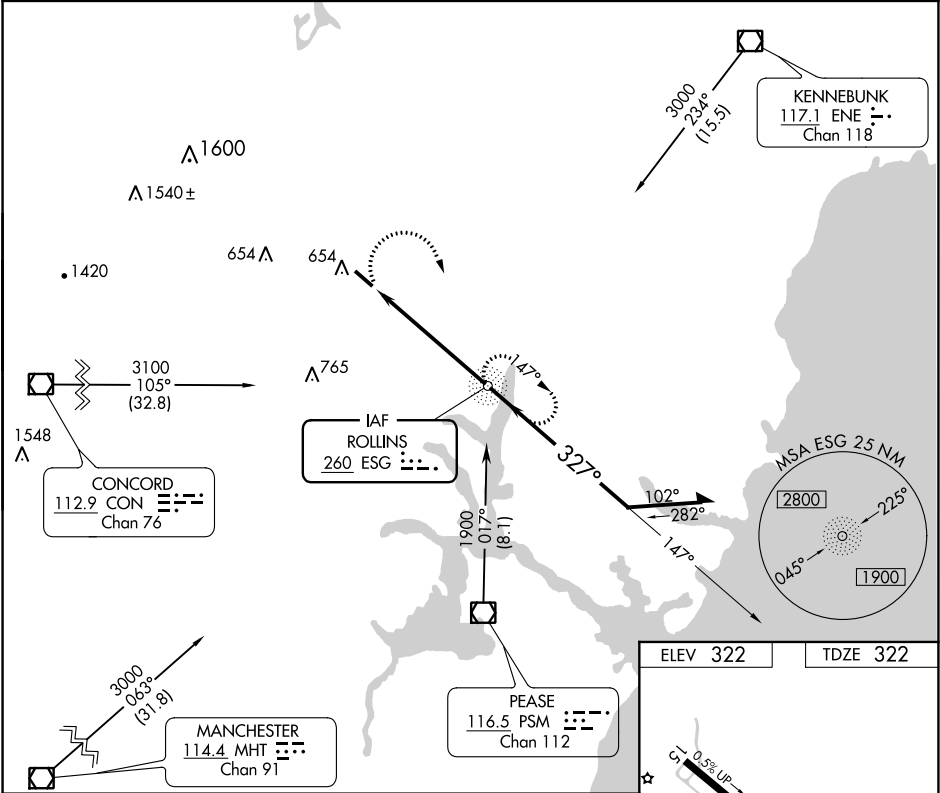 3000
234°
(15.5)
KENNEBUNK
117.1 ENE
Chan 118
1600
1540 ±
654
654
1420
3100
105°
(32.8)
765
147°
IAF
ROLLINS
260 ESG
1548
CONCORD
112.9 CON
Chan 76
327°
102°
282°
147°
1900
017°
(8.1)
MSA ESG 25 NM
2800
225°
045°
1900
3000
063°
(31.8)
MANCHESTER
114.4 MHT
Chan 91
PEASE
116.5 PSM
Chan 112
ELEV 322
TDZE 322
15
0.5% UP